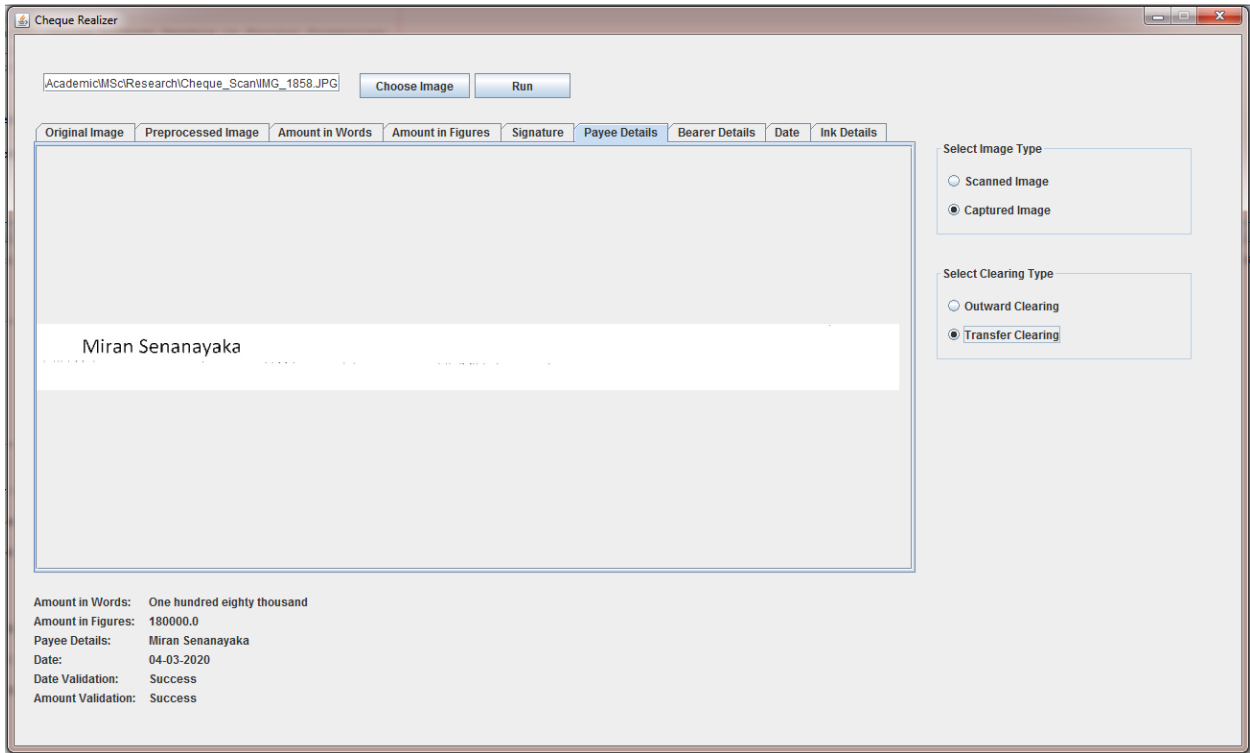 Cheque Realizer
Academic\MSc\Research\Cheque_Scan\IMG_1858.JPG Choose Image Run
Original Image Preprocessed Image Amount in Words Amount in Figures Signature Payee Details Bearer Details Date Ink Details
Miran Senanayaka
Select Image Type
Scanned Image
Captured Image
Select Clearing Type
Outward Clearing
Transfer Clearing
Amount in Words: One hundred eighty thousand
Amount in Figures: 180000.0
Payee Details: Miran Senanayaka
Date: 04-03-2020
Date Validation: Success
Amount Validation: Success